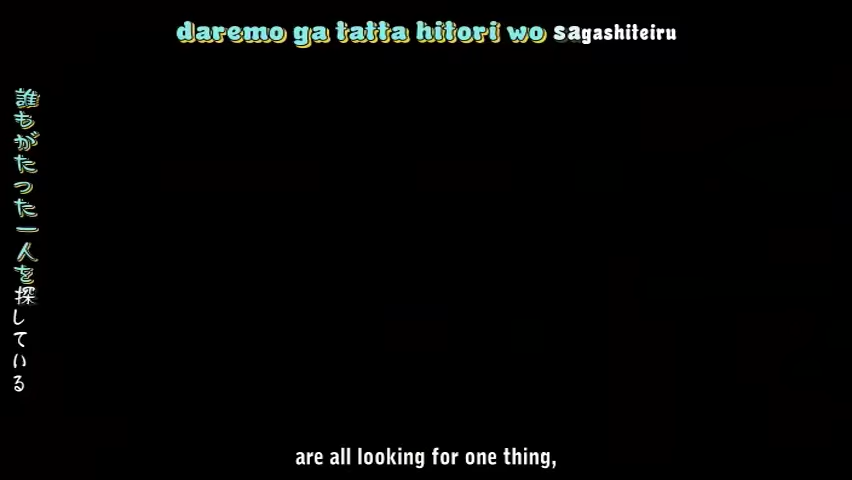 daremo ga tatta hitori wo sagashiteiru
誰もがたった一人を探している
are all looking for one thing,